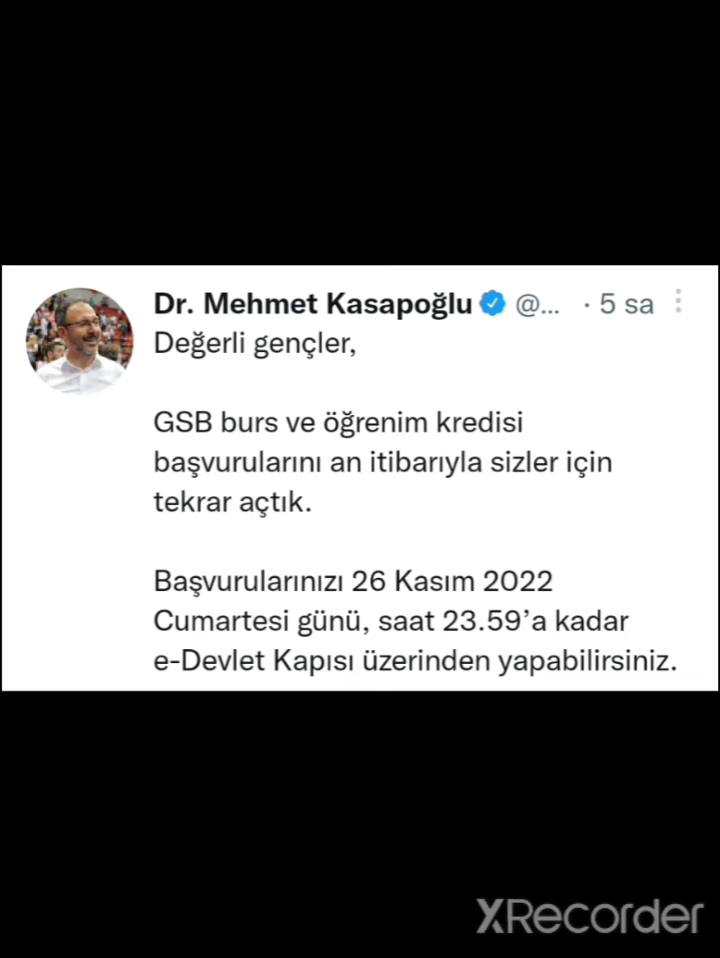 Dr. Mehmet Kasapoğlu @... · 5 sa
Değerli gençler,
GSB burs ve öğrenim kredisi
başvurularını an itibarıyla sizler için
tekrar açtık.
Başvurularınızı 26 Kasım 2022
Cumartesi günü, saat 23.59’a kadar
e-Devlet Kapısı üzerinden yapabilirsiniz.
XRecorder